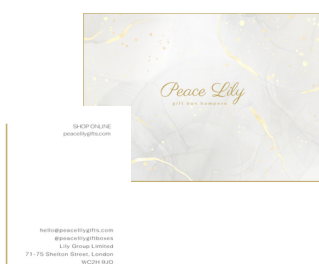 Peace Lily
gift box hampers
SHOP ONLINE
peacelilygifts.com
hello@peacelilygifts.com
@peacelilygiftboxes
Lily Group Limited
71-75 Shelton Street, London
WC2H 9JQ